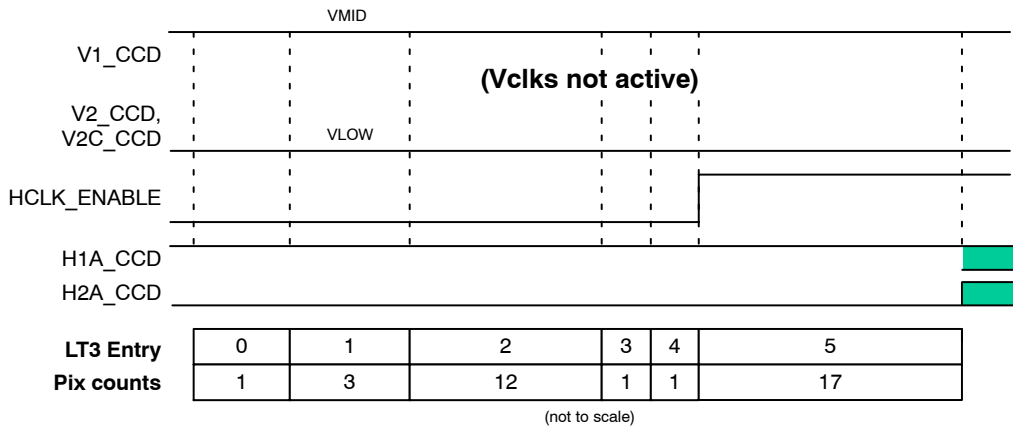 VMID
V1_CCD
(Vclks not active)
V2_CCD,
V2C_CCD
VLOW
HCLK_ENABLE
H1A_CCD
H2A_CCD
LT3 Entry 0 1 2 3 4 5
Pix counts 1 3 12 1 1 17
(not to scale)